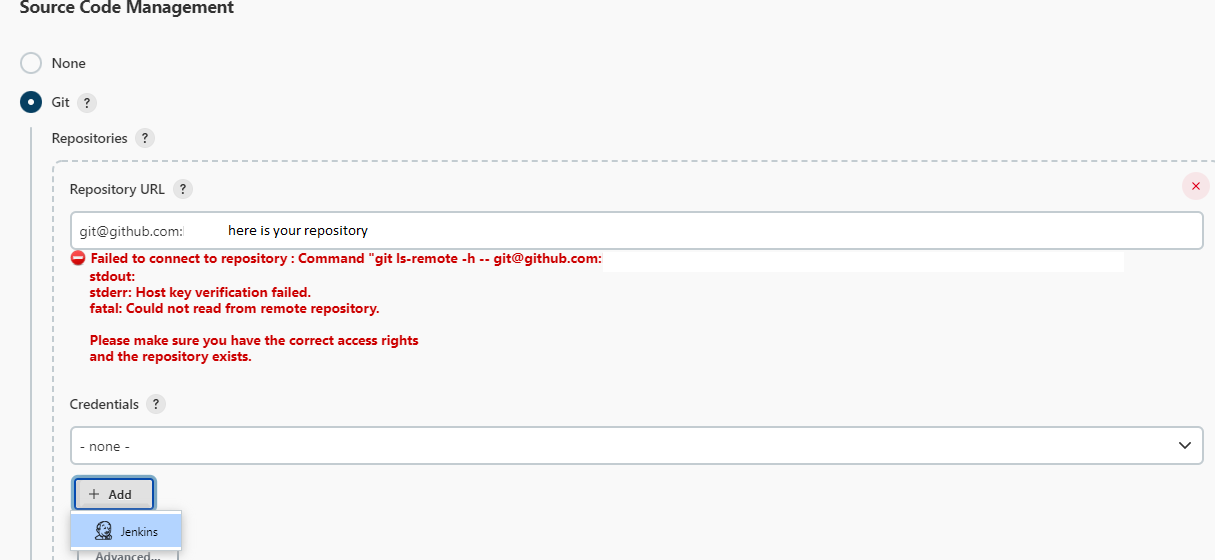 Source Code Management
None
Git ?
Repositories ?
Repository URL ?
git@github.com: here is your repository
Failed to connect to repository : Command "git ls-remote -h -- git@github.com:
stdout:
stderr: Host key verification failed.
fatal: Could not read from remote repository.
Please make sure you have the correct access rights
and the repository exists.
Credentials ?
- none -
+ Add
Jenkins
Advanced...